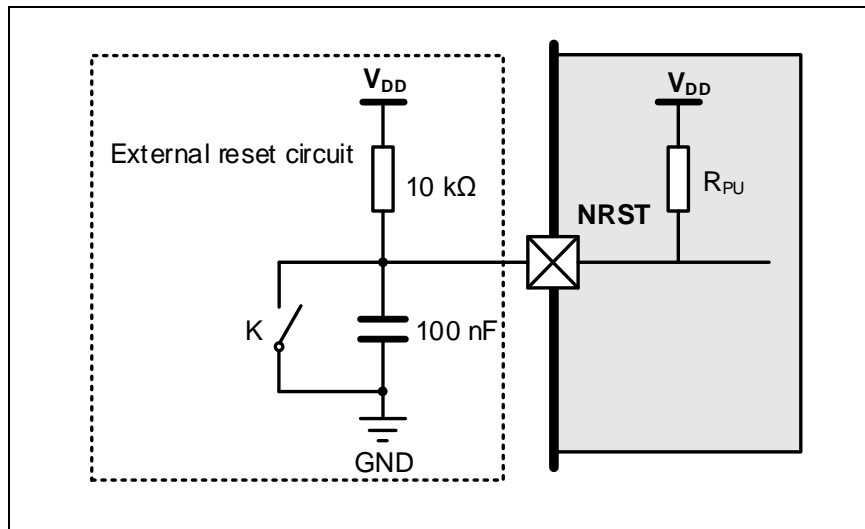 V_DD
External reset circuit
10 kΩ
K
100 nF
GND
NRST
V_DD
R_PU